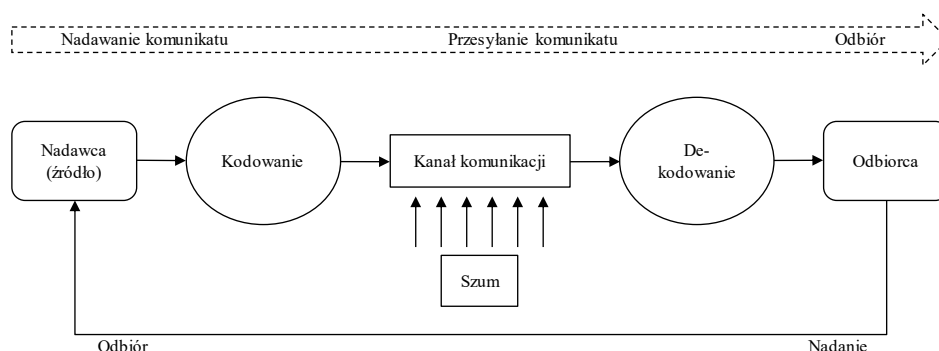 Nadawanie komunikatu Przesyłanie komunikatu Odbiór
Nadawca
(źródło)
Kodowanie
Kanał komunikacji
De-
kodowanie
Odbiorca
Szum
Odbiór Nadanie